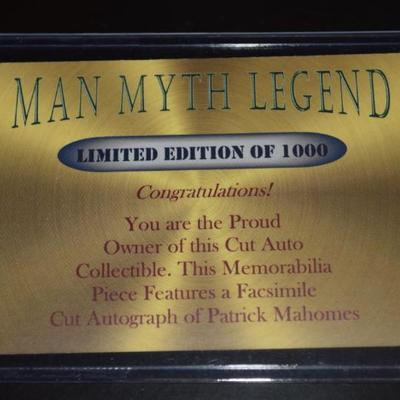 MAN MYTH LEGEND
LIMITED EDITION OF 1000
Congratulations!
You are the Proud
Owner of this Cut Auto
Collectible. This Memorabilia
Piece Features a Facsimile
Cut Autograph of Patrick Mahomes